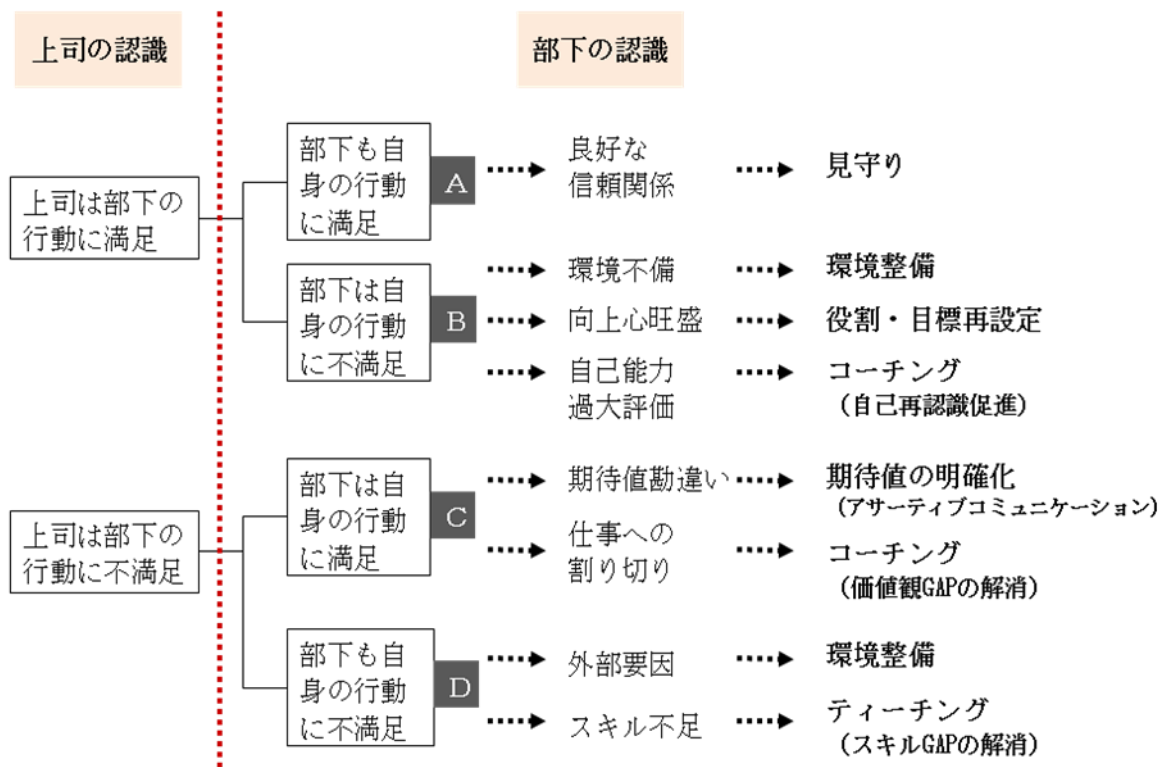 上司の認識
部下の認識
上司は部下の
行動に満足
部下も自
身の行動
に満足
A
良好な
信頼関係
見守り
部下は自
身の行動
に不満足
B
環境不備
環境整備
向上心旺盛
役割・目標再設定
自己能力
過大評価
コーチング
(自己再認識促進)
上司は部下の
行動に不満足
部下は自
身の行動
に満足
C
期待値勘違い
期待値の明確化
(アサーティブコミュニケーション)
仕事への
割り切り
コーチング
(価値観GAPの解消)
部下も自
身の行動
に不満足
D
外部要因
環境整備
スキル不足
ティーチング
(スキルGAPの解消)